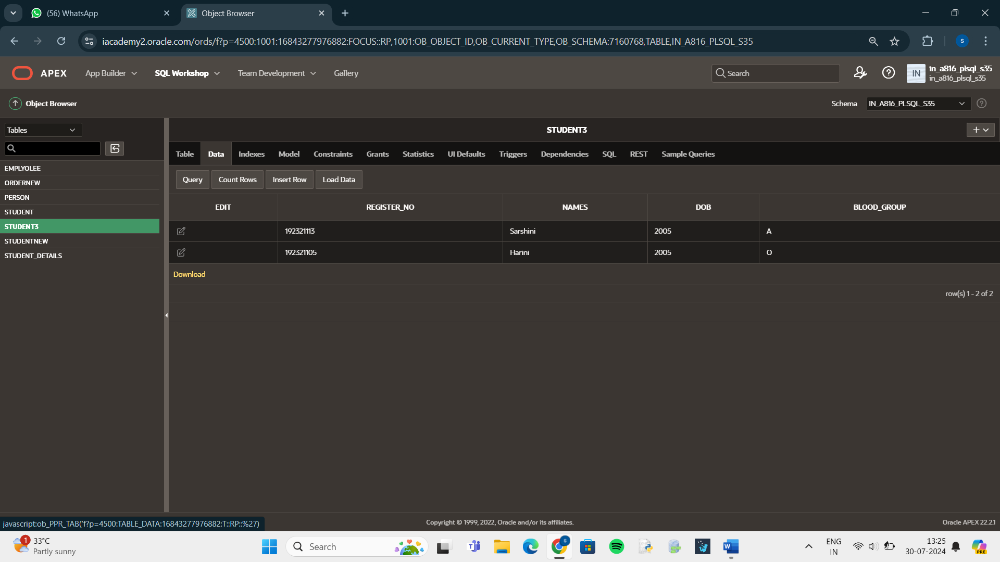 (56) WhatsApp
Object Browser
iacademy2.oracle.com/ords/f?p=4500:1001:16843277976882:FOCUS::RP,1001:OB_OBJECT_ID,OB_CURRENT_TYPE,OB_SCHEMA:7160768,TABLE,IN_A816_PLSQL_S35
S
APEX App Builder SQL Workshop Team Development Gallery
Search
IN
in_a816_plsql_s35
in_a816_plsql_s35
Object Browser
Schema IN_A816_PLSQL_S35
Tables
STUDENT3
Table Data Indexes Model Constraints Grants Statistics UI Defaults Triggers Dependencies SQL REST Sample Queries
EMPLYOLEE
ORDERNEW
PERSON
STUDENT
STUDENT3
STUDENTNEW
STUDENT_DETAILS
Query Count Rows Insert Row Load Data
EDIT REGISTER_NO NAMES DOB BLOOD_GROUP
192321113 Sarshini 2005 A
192321105 Harini 2005 O
Download
row(s) 1 - 2 of 2
javascript:ob_PPR_TAB('f?p=4500:TABLE_DATA:16843277976882:T::RP::%27)
Copyright © 1999, 2022, Oracle and/or its affiliates.
Oracle APEX 22.2.1
1
33°C
Partly sunny
Search
S
ENG
IN
13:25
30-07-2024
PRE